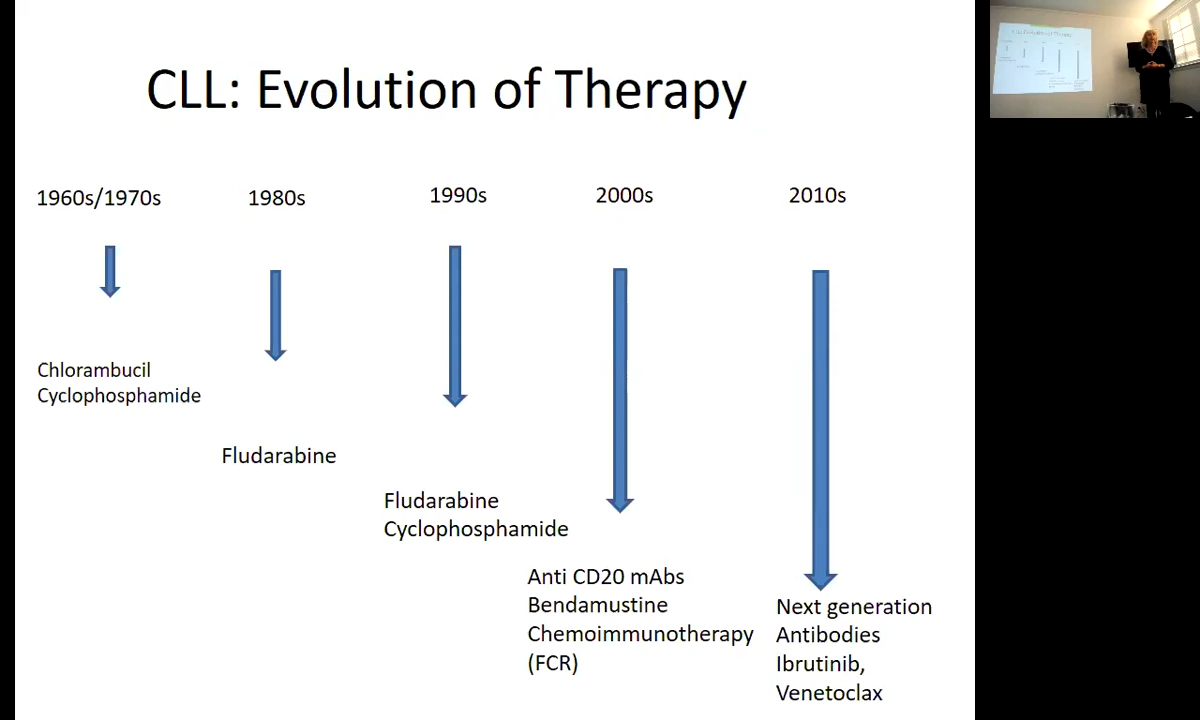 CLL: Evolution of Therapy
1960s/1970s
1980s
1990s
2000s
2010s
Chlorambucil
Cyclophosphamide
Fludarabine
Fludarabine
Cyclophosphamide
Anti CD20 mAbs
Bendamustine
Chemoimmunotherapy
(FCR)
Next generation
Antibodies
Ibrutinib,
Venetoclax